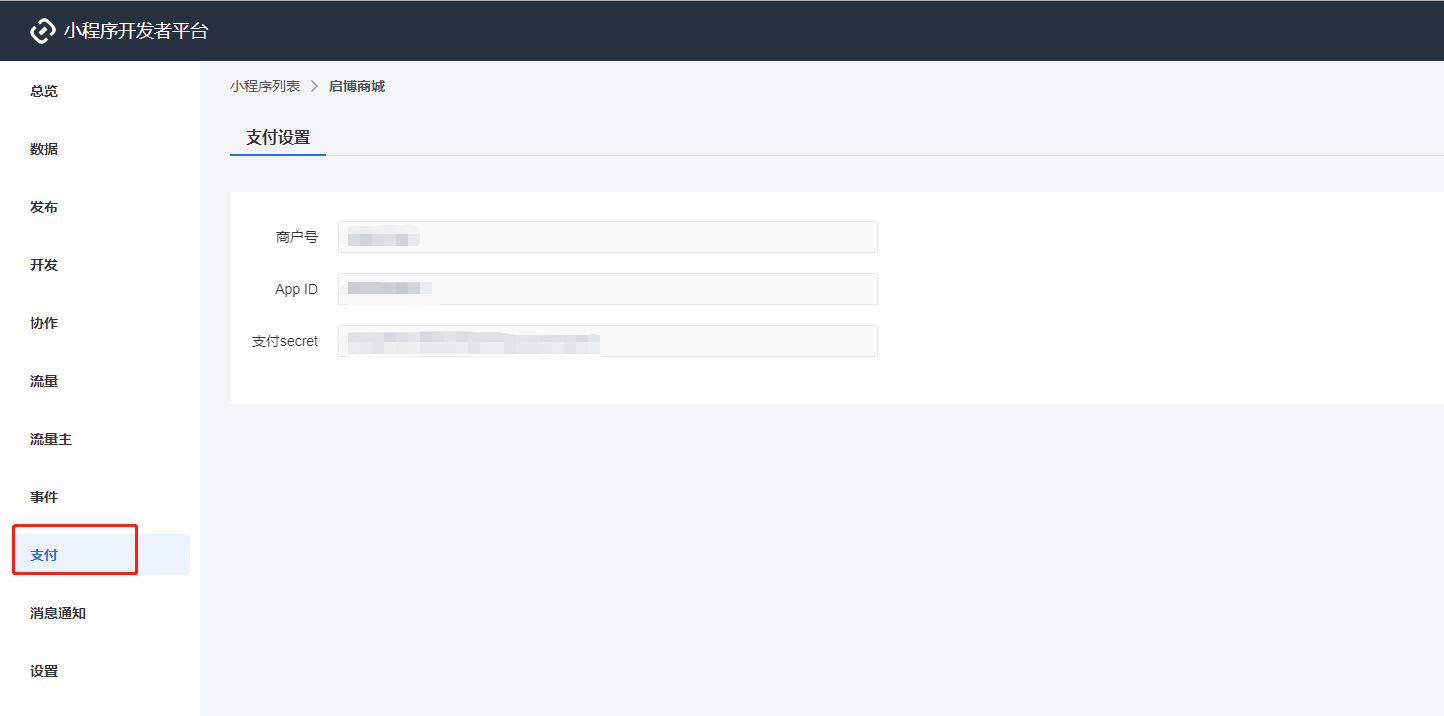 小程序开发者平台
总览
数据
发布
开发
协作
流量
流量主
事件
支付
消息通知
设置
小程序列表 > 启博商城
支付设置
商户号
App ID
支付secret